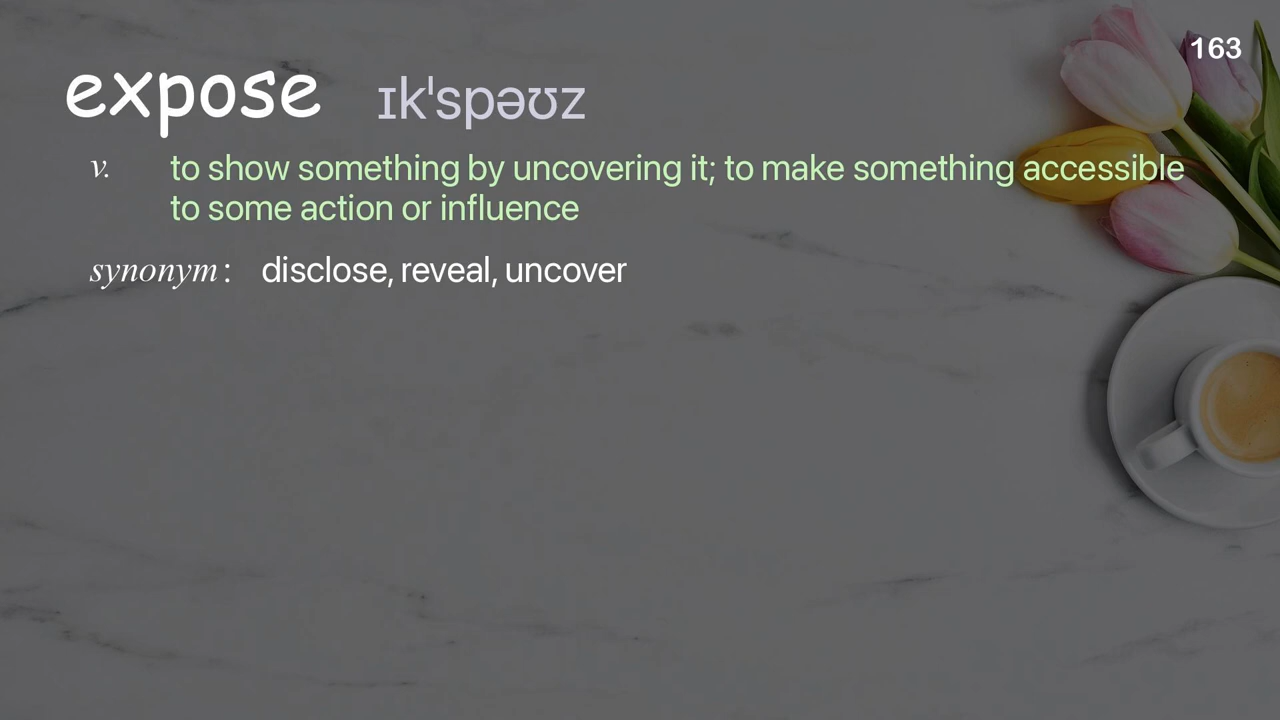 163
expose ɪk'spəʊz
v. to show something by uncovering it; to make something accessible
to some action or influence
synonym : disclose, reveal, uncover